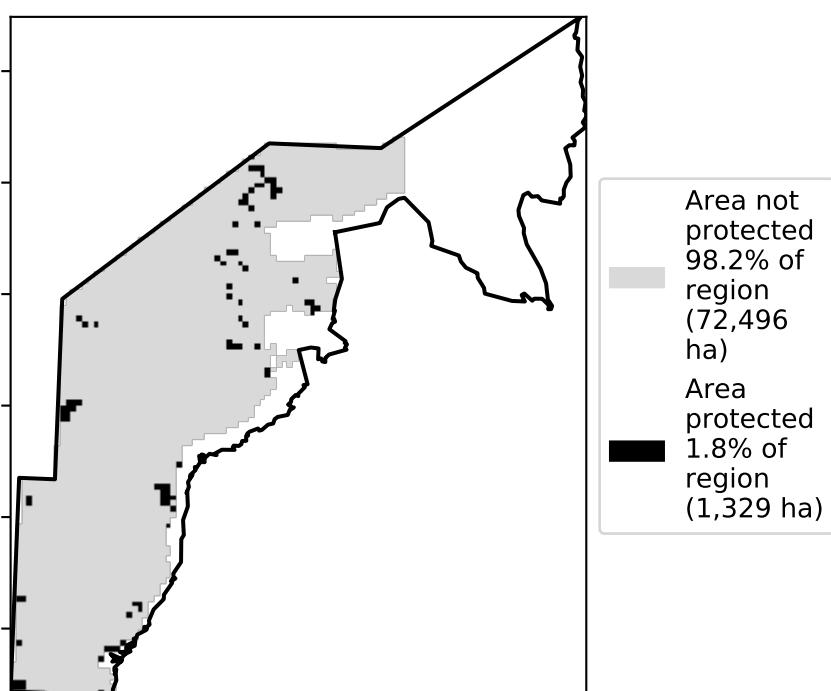 Area not
protected
98.2% of
region
(72,496
ha)
Area
protected
1.8% of
region
(1,329 ha)